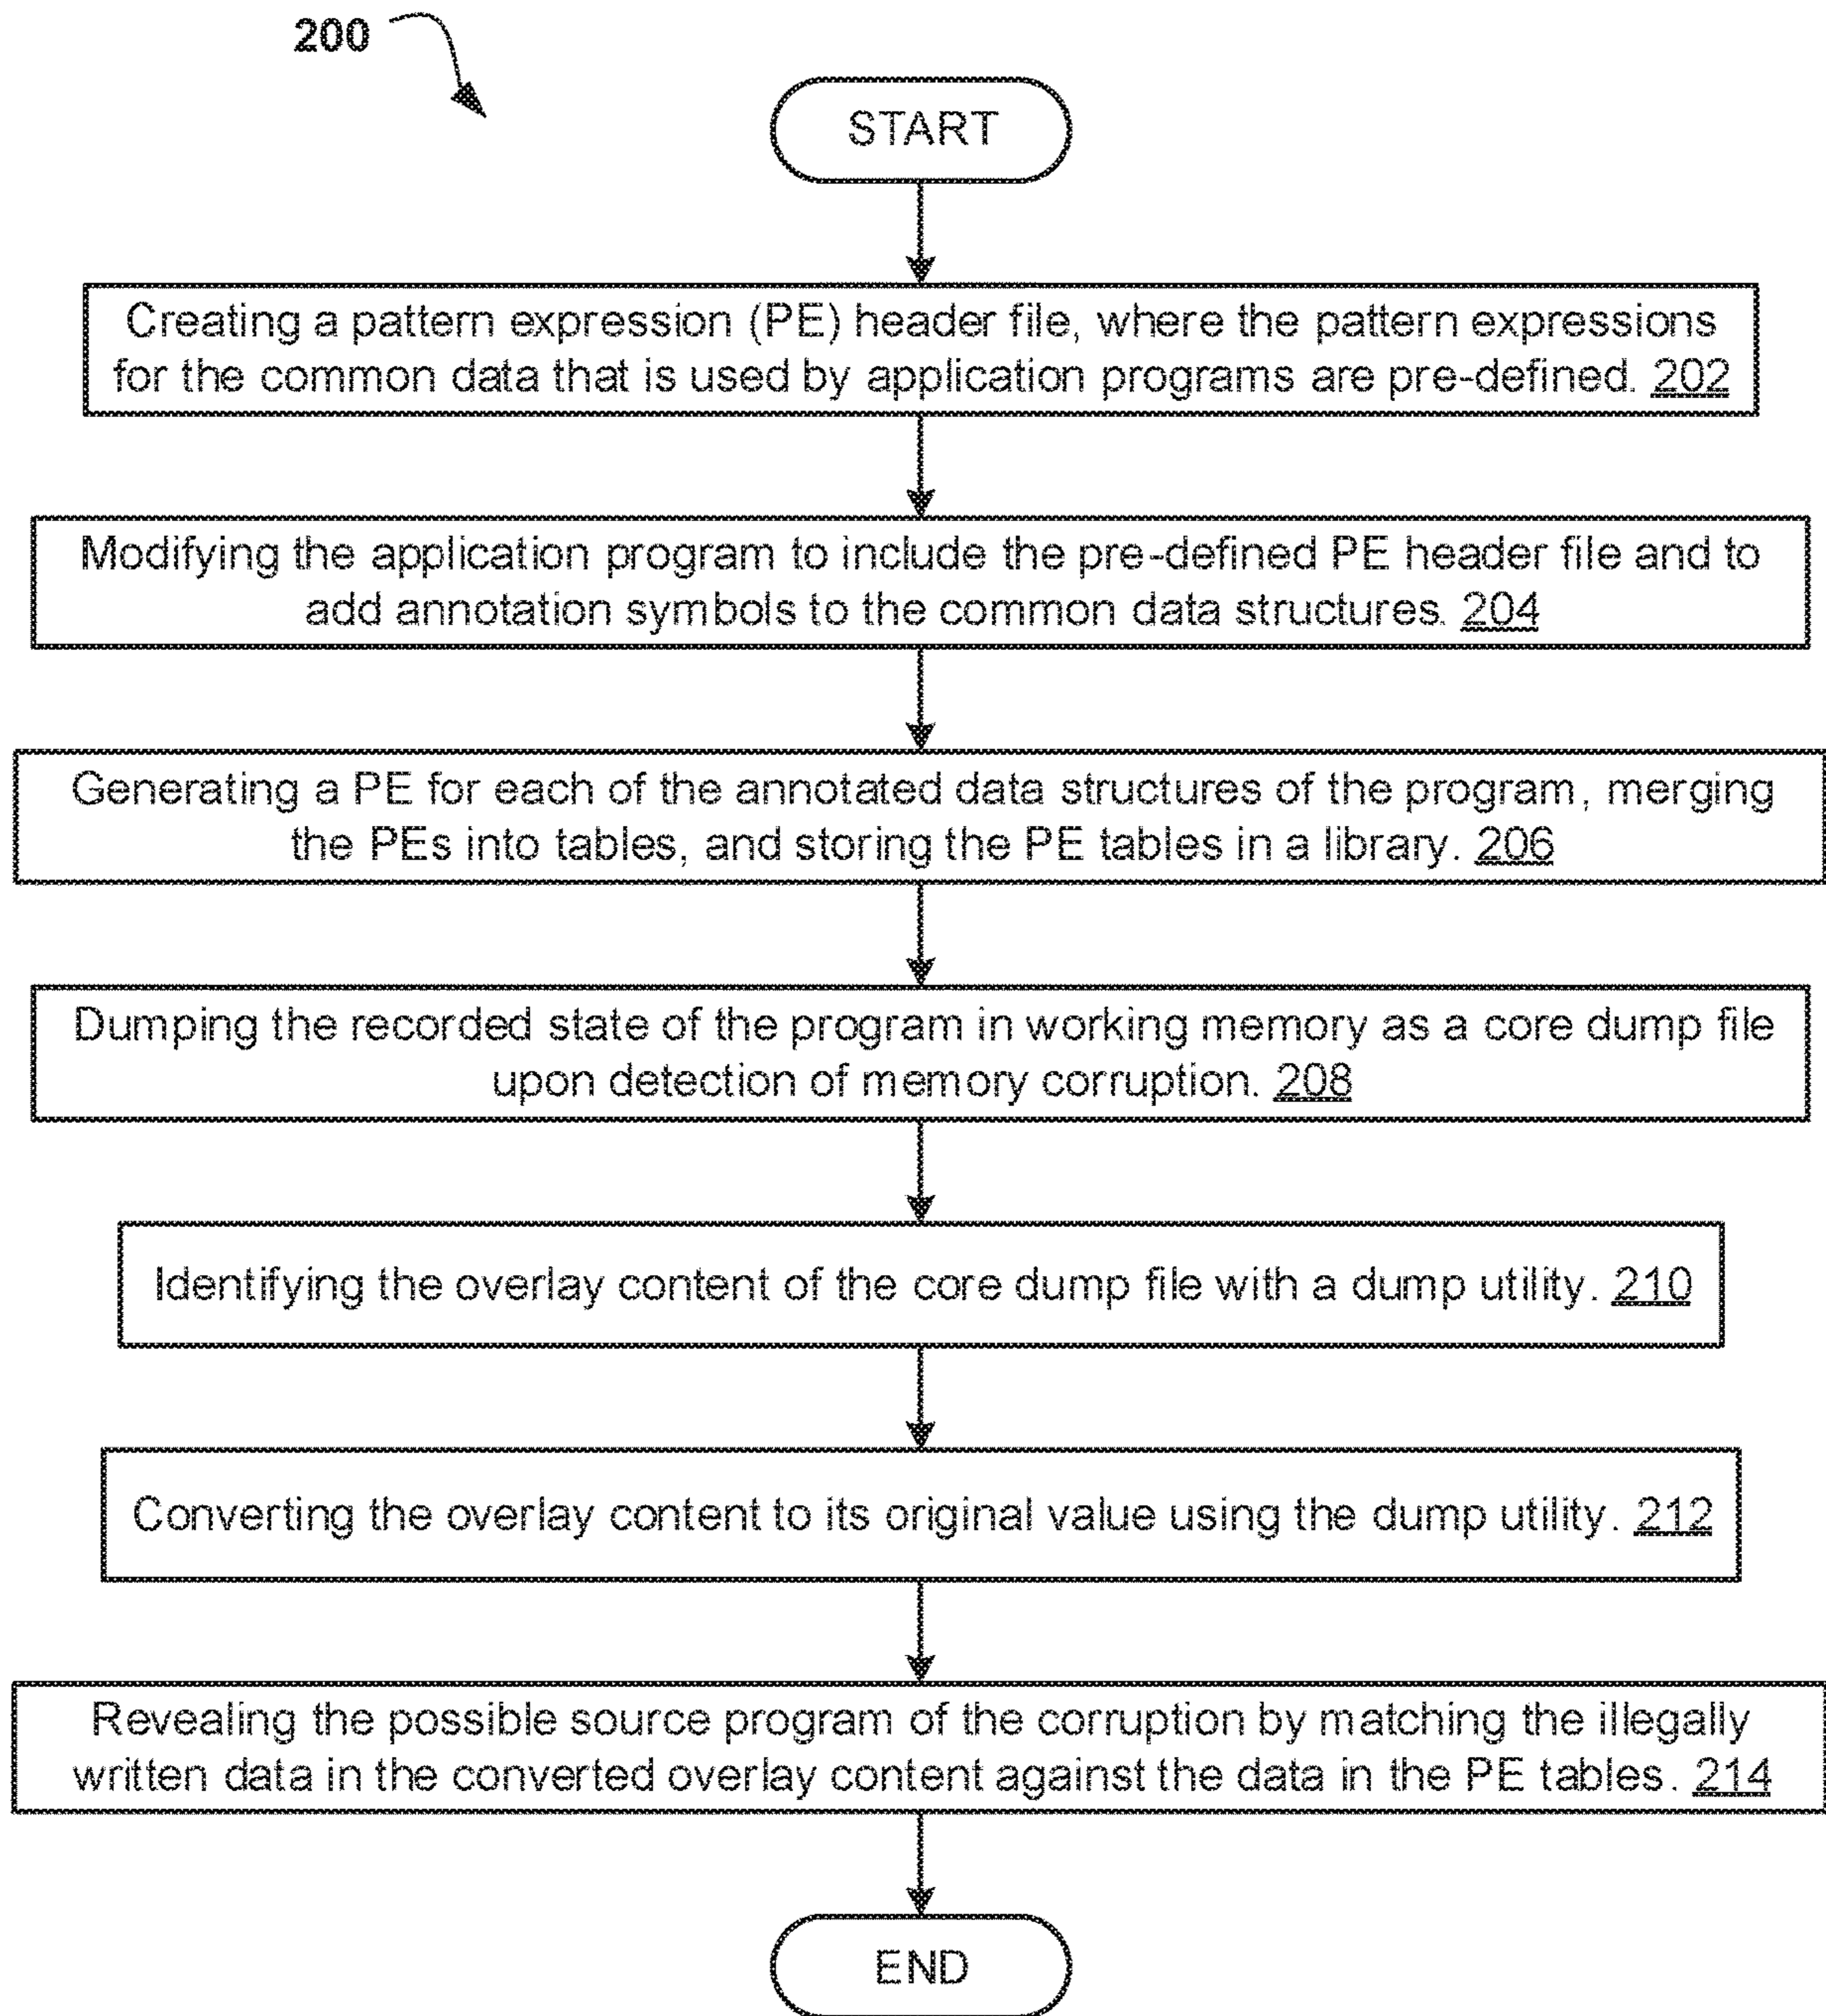 200
START
Creating a pattern expression (PE) header file, where the pattern expressions
for the common data that is used by application programs are pre-defined. 202
Modifying the application program to include the pre-defined PE header file and to
add annotation symbols to the common data structures. 204
Generating a PE for each of the annotated data structures of the program, merging
the PEs into tables, and storing the PE tables in a library. 206
Dumping the recorded state of the program in working memory as a core dump file
upon detection of memory corruption. 208
Identifying the overlay content of the core dump file with a dump utility. 210
Converting the overlay content to its original value using the dump utility. 212
Revealing the possible source program of the corruption by matching the illegally
written data in the converted overlay content against the data in the PE tables. 214
END